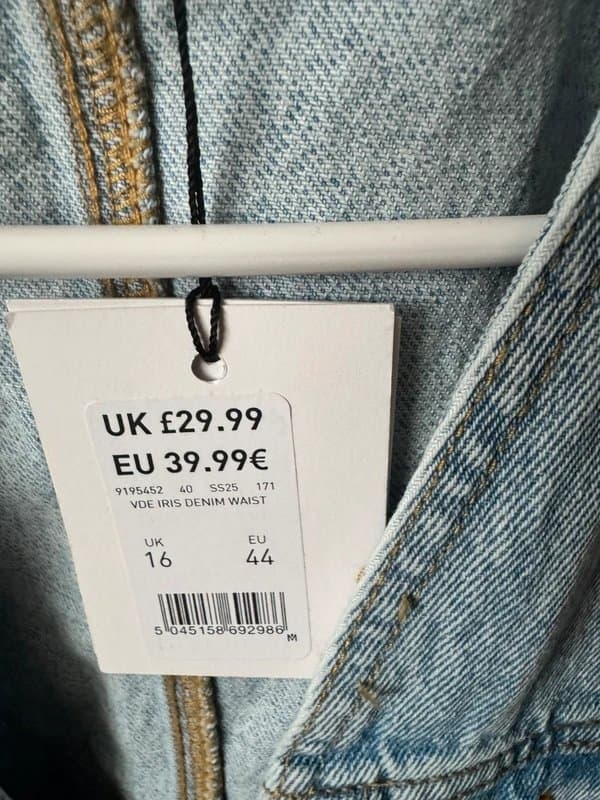 UK £29.99
EU 39.99€
9195452 40 SS25 171
VDE IRIS DENIM WAIST
UK EU
16 44
5 045158 692986
M